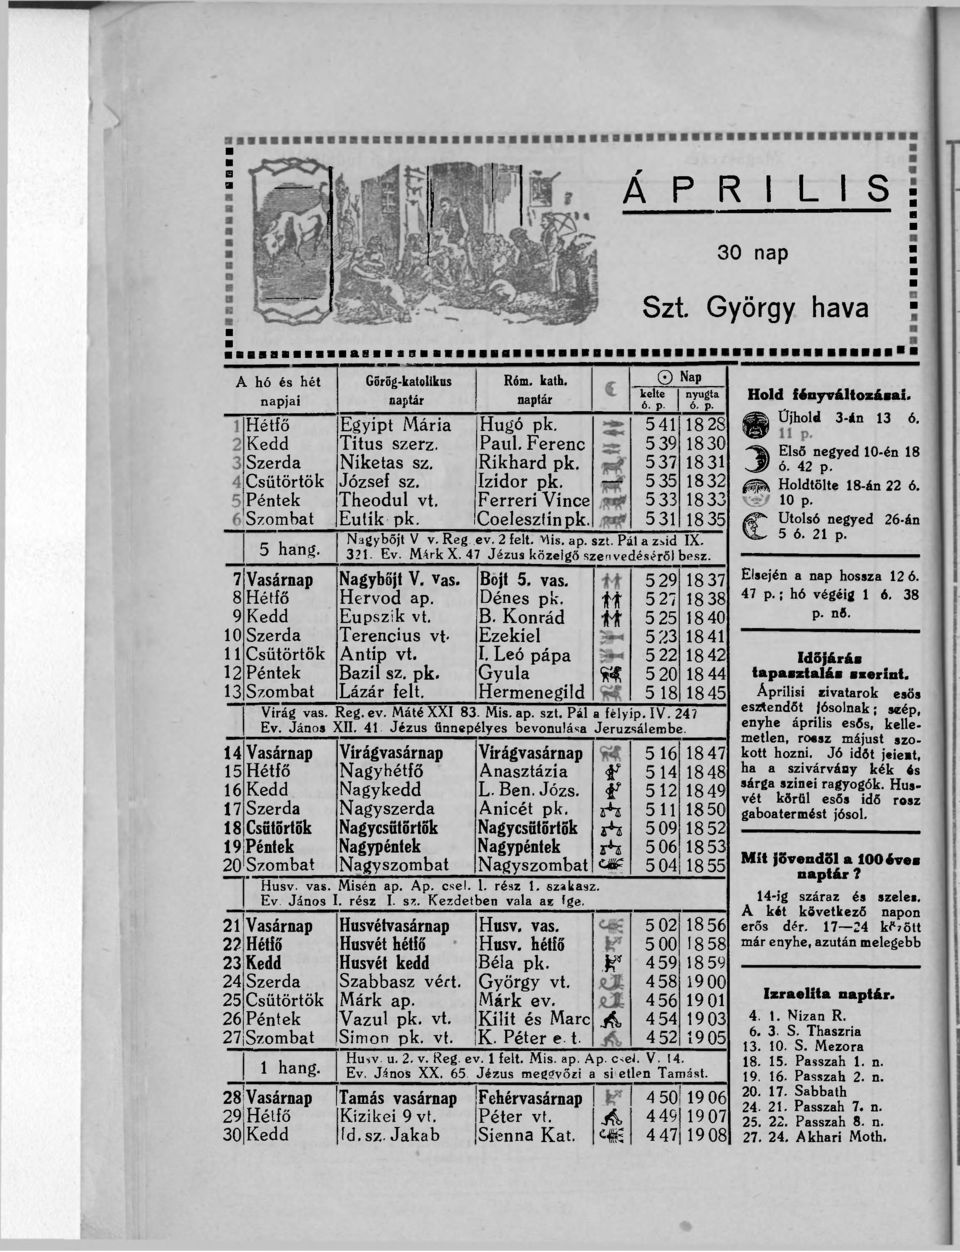 ÁPRILIS
30 nap
Szt. György hava
A hó és hét napjai | Görög-katolikus naptár | Róm. kath. naptár | ☾ | ☉ Nap kelte ó. p. | nyugta ó. p.
1 Hétfő Egyipt Mária Hugó pk. 5 41 18 28
2 Kedd Titus szerz. Paul. Ferenc 5 39 18 30
3 Szerda Niketas sz. Rikhard pk. 5 37 18 31
4 Csütörtök József sz. Izidor pk. 5 35 18 32
5 Péntek Theodul vt. Ferreri Vince 5 33 18 33
6 Szombat Eutik pk. Coelesztin pk. 5 31 18 35
5 hang. Nagybőjt V v. Reg ev. 2 felt. Mis. ap. szt. Pál a zsid IX.
321. Ev. Márk X. 47 Jézus közelgő szenvedéséről besz.
7 Vasárnap Nagybőjt V. vas. Bőjt 5. vas. 5 29 18 37
8 Hétfő Hervod ap. Dénes pk. 5 27 18 38
9 Kedd Eupszik vt. B. Konrád 5 25 18 40
10 Szerda Terencius vt. Ezekiel 5 23 18 41
11 Csütörtök Antip vt. I. Leó pápa 5 22 18 42
12 Péntek Bazil sz. pk. Gyula 5 20 18 44
13 Szombat Lázár felt. Hermenegild 5 18 18 45
Virág vas. Reg. ev. Máté XXI 83. Mis. ap. szt. Pál a félyip. IV. 247
Ev. János XII. 41 Jézus ünnepélyes bevonulása Jeruzsálembe.
14 Vasárnap Virágvasárnap Virágvasárnap 5 16 18 47
15 Hétfő Nagyhétfő Anasztázia 5 14 18 48
16 Kedd Nagykedd L. Ben. Józs. 5 12 18 49
17 Szerda Nagyszerda Anicét pk. 5 11 18 50
18 Csütörtök Nagycsütörtök Nagycsütörtök 5 09 18 52
19 Péntek Nagypéntek Nagypéntek 5 06 18 53
20 Szombat Nagyszombat Nagyszombat 5 04 18 55
Husv. vas. Misén ap. Ap. csel. 1. rész 1. szakasz.
Ev. János I. rész I. sz. Kezdetben vala az Ige.
21 Vasárnap Husvétvasárnap Husv. vas. 5 02 18 56
22 Hétfő Husvét hétfő Husv. hétfő 5 00 18 58
23 Kedd Husvét kedd Béla pk. 4 59 18 59
24 Szerda Szabbasz vért. György vt. 4 58 19 00
25 Csütörtök Márk ap. Márk ev. 4 56 19 01
26 Péntek Vazul pk. vt. Kilit és Marc 4 54 19 03
27 Szombat Simon pk. vt. K. Péter e. t. 4 52 19 05
1 hang. Husv. u. 2. v. Reg. ev. 1 felt. Mis. ap. Ap. csel. V. 14.
Ev. János XX. 65 Jézus meggyőzi a
28 Vasárnap Tamás vasárnap Fehérvasárnap 4 50 19 06
29 Hétfő Kizikei 9 vt. Péter vt. 4 49 19 07
30 Kedd Id. sz. Jakab Sienna Kat. 4 47 19 08
Hold fényváltozásai.
Újhold 3-án 13 ó.
11 p.
Első negyed 10-én 18
ó. 42 p.
Holdtölte 18-án 22 ó.
10 p.
Utolsó negyed 26-án
5 ó. 21 p.
Elsején a nap hossza 12 ó.
47 p.; hó végéig 1 ó. 38
p. nő.
Időjárás
tapasztalás szerint.
Áprilisi zivatarok esős
esztendőt jósolnak; szép,
enyhe április esős, kelle-
metlen, rossz májust szo-
kott hozni. Jó időt jelent,
ha a szivárvány kék és
sárga szinei ragyogók. Hus-
vét körül esős idő rosz
gaboatermést jósol.
Mit jövendöl a 100 éves
naptár?
14-ig száraz és szeles.
A két következő napon
erős dér. 17—24 között
már enyhe, azután melegebb
Izraelita naptár.
4. 1. Nizan R.
6. 3. S. Thaszria
13. 10. S. Mezora
18. 15. Passzah 1. n.
19. 16. Passzah 2. n.
20. 17. Sabbath
24. 21. Passzah 7. n.
25. 22. Passzah 8. n.
27. 24. Akhari Moth.